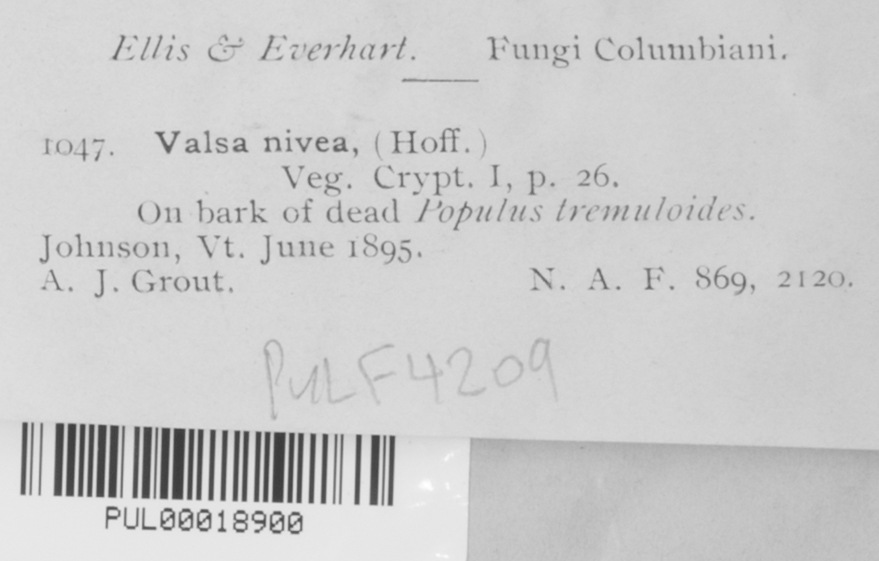 Ellis & Everhart. Fungi Columbiani.
1047. Valsa nivea, (Hoff.)
Veg. Crypt. I, p. 26.
On bark of dead Populus tremuloides.
Johnson, Vt. June 1895.
A. J. Grout. N. A. F. 869, 2120.
PULF4209
PUL00018900